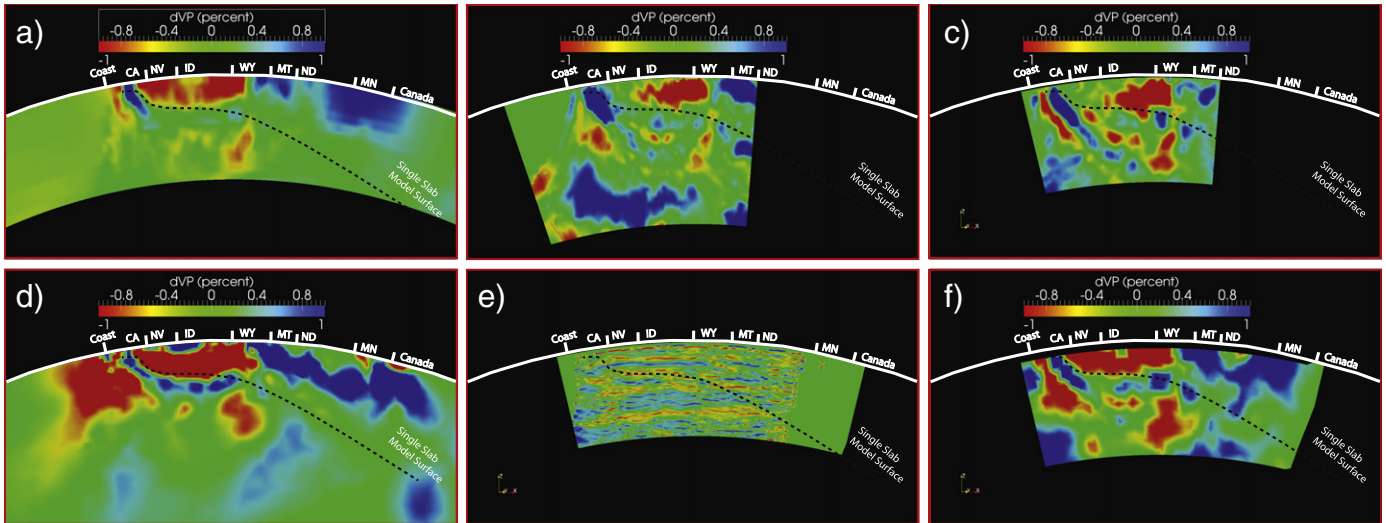 a)
dVP (percent)
-0.8 -0.4 0 0.4 0.8
-1 1
Coast CA NV ID WY MT ND MN Canada
Single Slab
Model Surface
dVP (percent)
-0.8 -0.4 0 0.4 0.8
-1 1
Coast CA NV ID WY MT ND MN Canada
Single Slab
Model Surface
c)
dVP (percent)
-0.8 -0.4 0 0.4 0.8
-1 1
Coast CA NV ID WY MT ND MN Canada
Single Slab
Model Surface
d)
dVP (percent)
-0.8 -0.4 0 0.4 0.8
-1 1
Coast CA NV ID WY MT ND MN Canada
Single Slab
Model Surface
e)
Coast CA NV ID WY MT ND MN Canada
Single Slab
Model Surface
f)
dVP (percent)
-0.8 -0.4 0 0.4 0.8
-1 1
Coast CA NV ID WY MT ND MN Canada
Single Slab
Model Surface